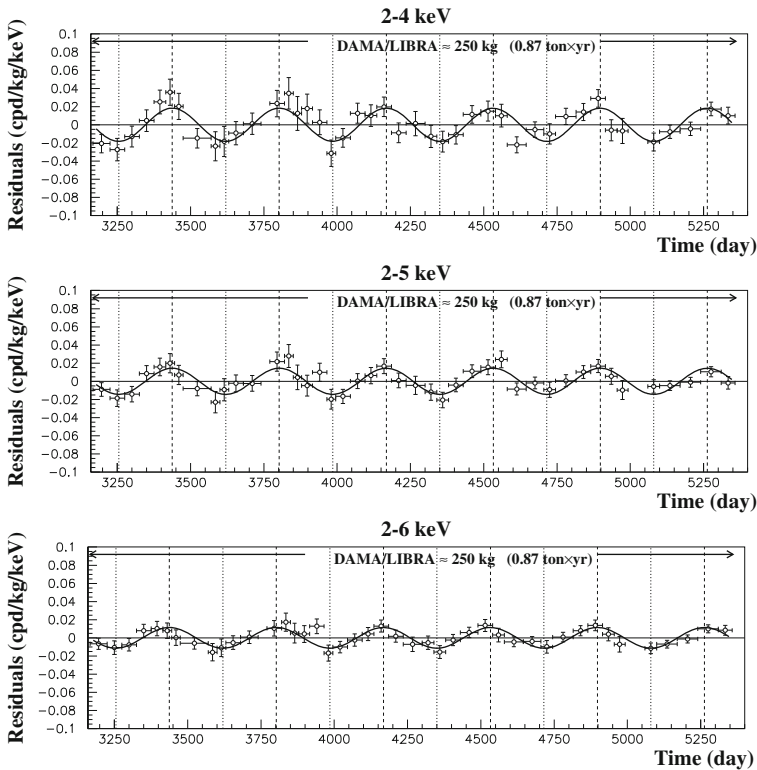 2-4 keV
Residuals (cpd/kg/keV)
0.1
0.08
0.06
0.04
0.02
0
−0.02
−0.04
−0.06
−0.08
−0.1
DAMA/LIBRA ≈ 250 kg (0.87 ton×yr)
3250 3500 3750 4000 4250 4500 4750 5000 5250
Time (day)
2-5 keV
Residuals (cpd/kg/keV)
0.1
0.08
0.06
0.04
0.02
0
−0.02
−0.04
−0.06
−0.08
−0.1
DAMA/LIBRA ≈ 250 kg (0.87 ton×yr)
3250 3500 3750 4000 4250 4500 4750 5000 5250
Time (day)
2-6 keV
Residuals (cpd/kg/keV)
0.1
0.08
0.06
0.04
0.02
0
−0.02
−0.04
−0.06
−0.08
−0.1
DAMA/LIBRA ≈ 250 kg (0.87 ton×yr)
3250 3500 3750 4000 4250 4500 4750 5000 5250
Time (day)